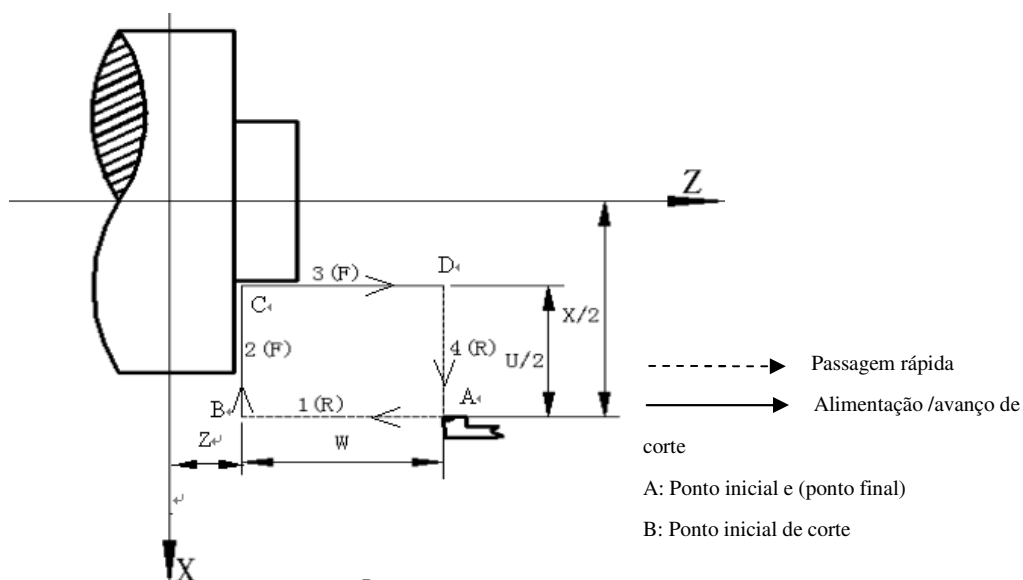 Z
3 (F)
D
C
X/2
2 (F)
4 (R)
U/2
A
B
1 (R)
Z
W
X
Passagem rápida
Alimentação /avanço de
corte
A: Ponto inicial e (ponto final)
B: Ponto inicial de corte